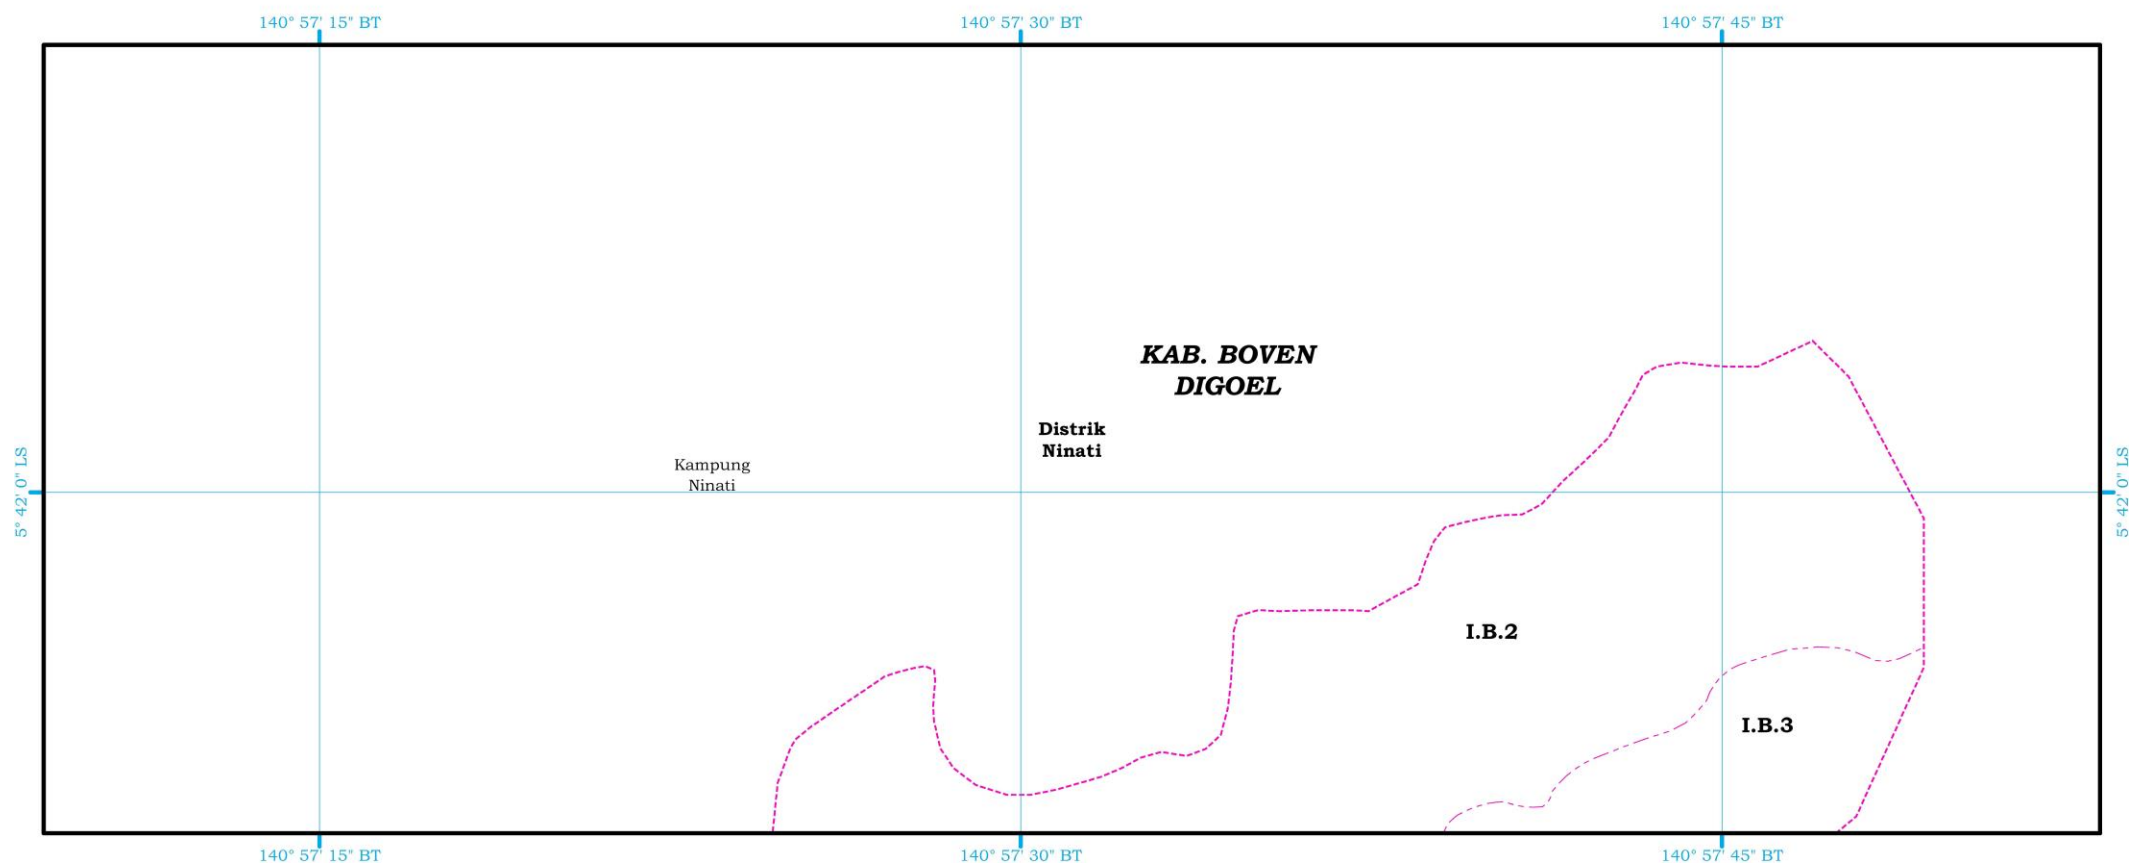 140° 57' 15" BT
140° 57' 30" BT
140° 57' 45" BT
KAB. BOVEN
DIGOEL
Distrik
Ninati
Kampung
Ninati
5° 42' 0" LS
5° 42' 0" LS
I.B.2
I.B.3
140° 57' 15" BT
140° 57' 30" BT
140° 57' 45" BT